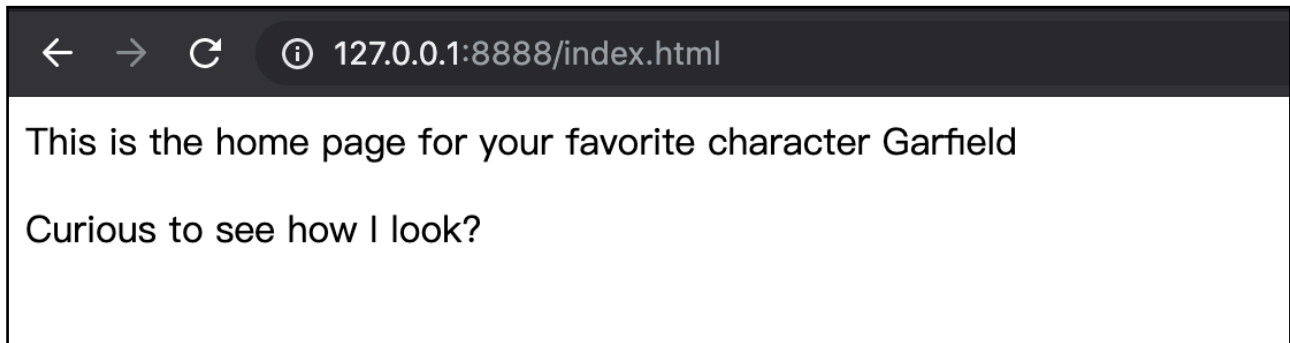 127.0.0.1:8888/index.html
This is the home page for your favorite character Garfield
Curious to see how I look?